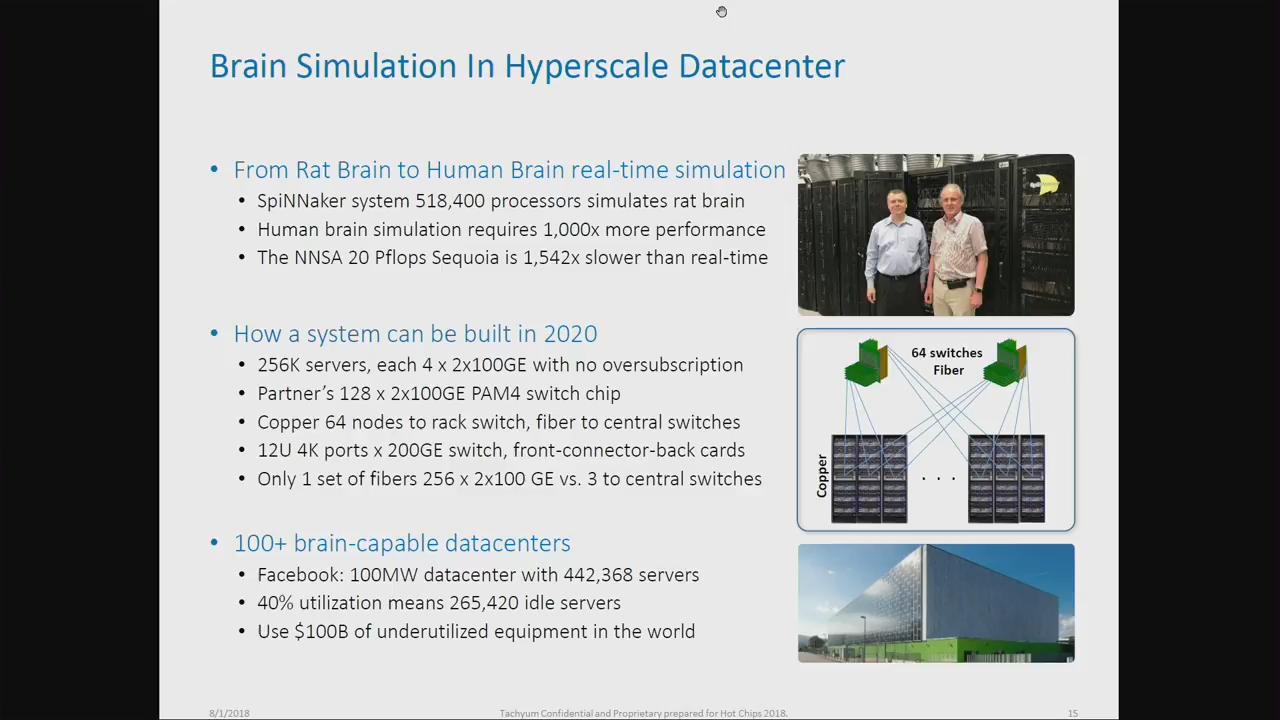 Brain Simulation In Hyperscale Datacenter
• From Rat Brain to Human Brain real-time simulation
• SpiNNaker system 518,400 processors simulates rat brain
• Human brain simulation requires 1,000x more performance
• The NNSA 20 Pflops Sequoia is 1,542x slower than real-time
• How a system can be built in 2020
• 256K servers, each 4 x 2x100GE with no oversubscription
• Partner’s 128 x 2x100GE PAM4 switch chip
• Copper 64 nodes to rack switch, fiber to central switches
• 12U 4K ports x 200GE switch, front-connector-back cards
• Only 1 set of fibers 256 x 2x100 GE vs. 3 to central switches
64 switches
Fiber
Copper
. . .
• 100+ brain-capable datacenters
• Facebook: 100MW datacenter with 442,368 servers
• 40% utilization means 265,420 idle servers
• Use $100B of underutilized equipment in the world
8/1/2018
Tachyum Confidential and Proprietary prepared for Hot Chips 2018.
15